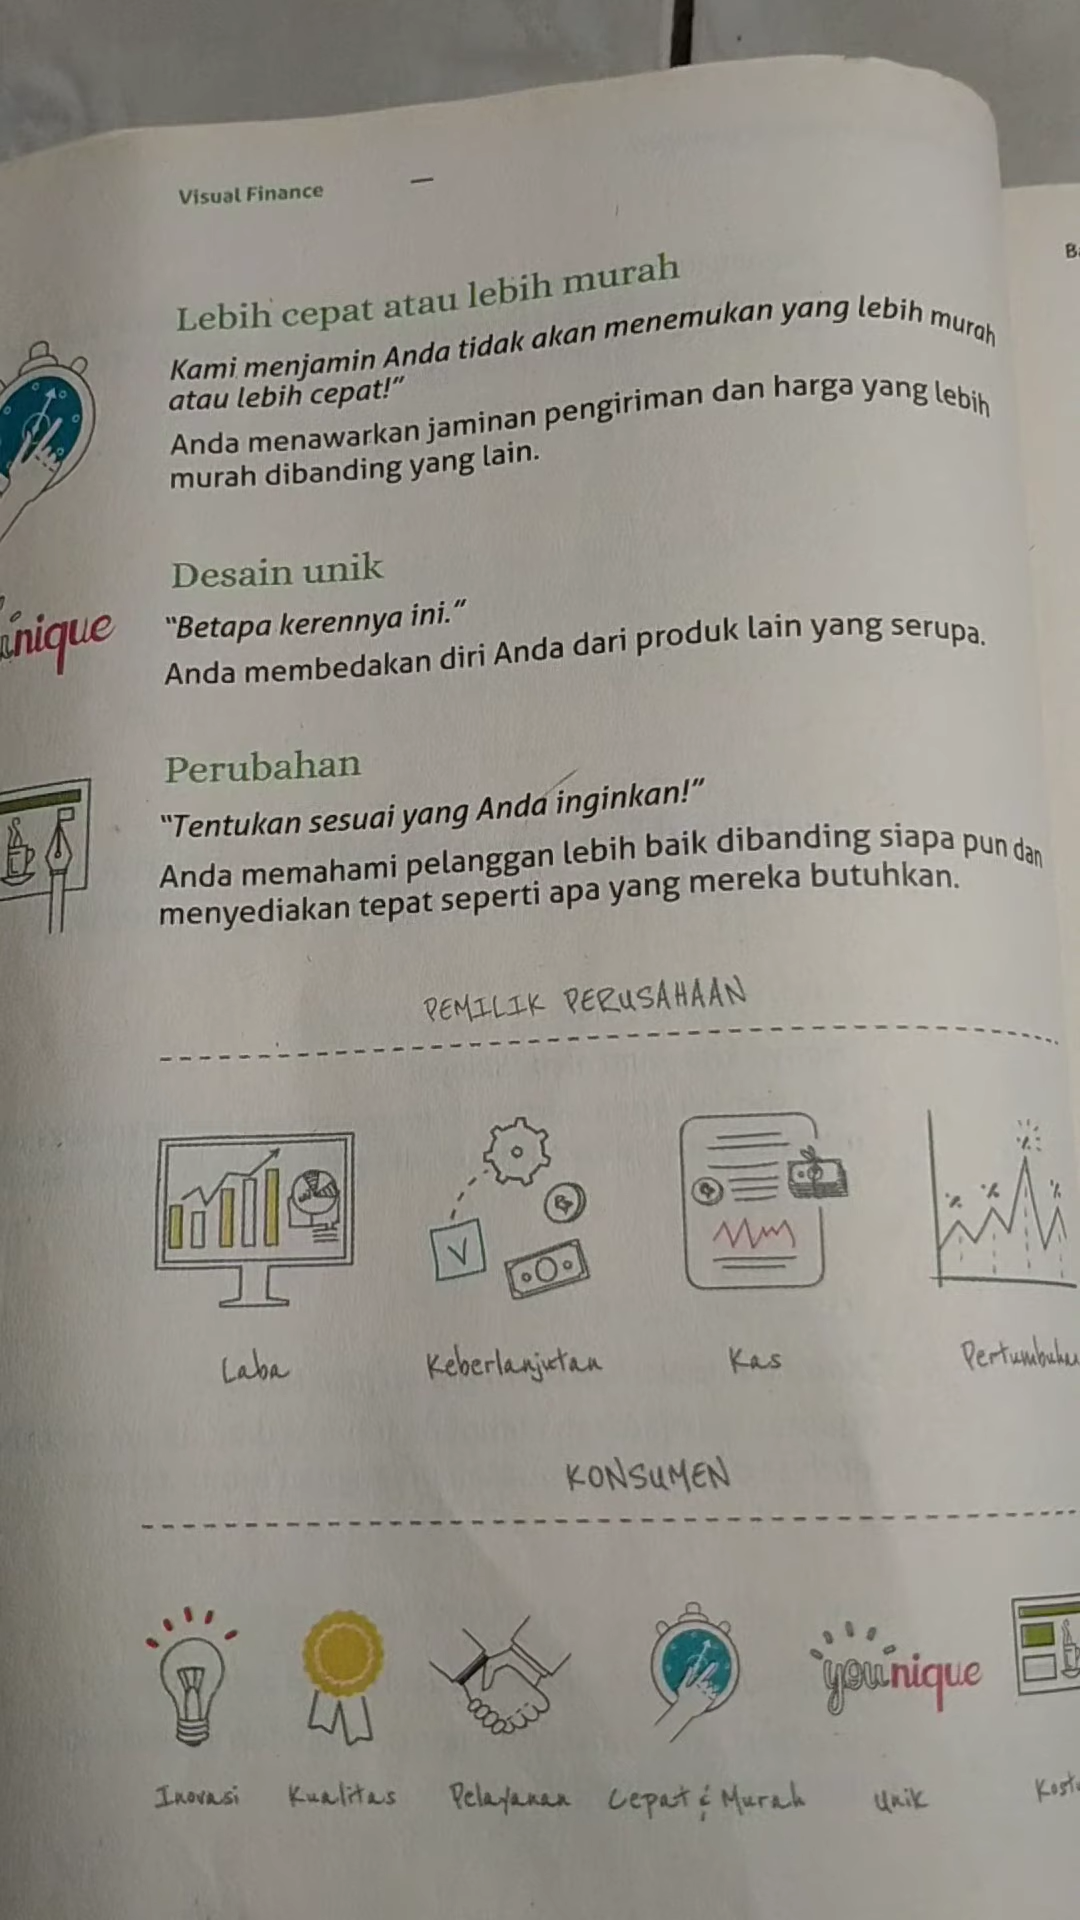 Visual Finance
Lebih cepat atau lebih murah
Kami menjamin Anda tidak akan menemukan yang lebih murah
atau lebih cepat!”
Anda menawarkan jaminan pengiriman dan harga yang lebih
murah dibanding yang lain.
Desain unik
nique
“Betapa kerennya ini.”
Anda membedakan diri Anda dari produk lain yang serupa.
Perubahan
“Tentukan sesuai yang Anda inginkan!”
Anda memahami pelanggan lebih baik dibanding siapa pun dan
menyediakan tepat seperti apa yang mereka butuhkan.
PEMILIK PERUSAHAAN
% % % %
Laba Keberlanjutan Kas Pertumbuhan
KONSUMEN
younique
Inovasi Kualitas Pelayanan Cepat & Murah Unik